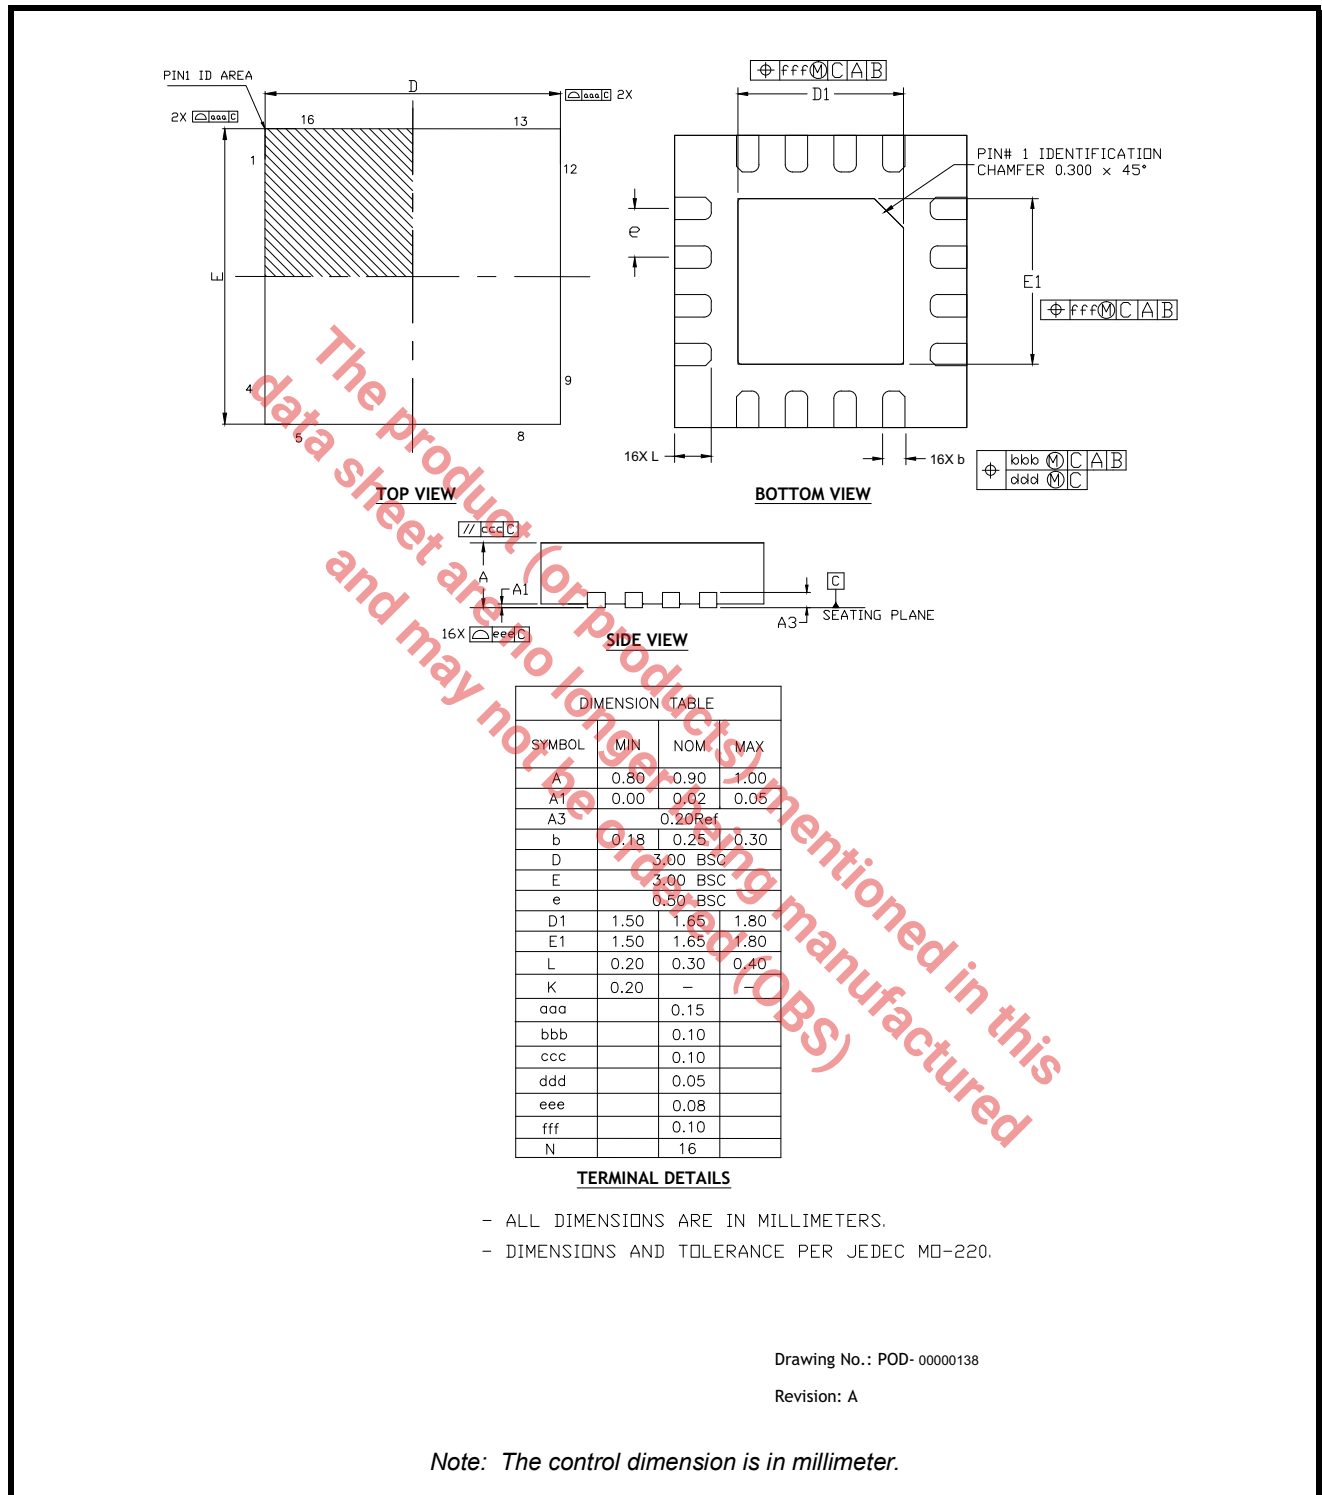 PIN1 ID AREA
D
aaa C 2X
2X aaa C
16
13
1
12
E
4
9
5
8
TOP VIEW
fff M C A B
D1
PIN# 1 IDENTIFICATION
CHAMFER 0.300 x 45°
e
E1
fff M C A B
16X L
16X b
bbb M C A B
ddd M C
BOTTOM VIEW
// ccc C
A
A1
C
A3
SEATING PLANE
16X eee C
SIDE VIEW
DIMENSION TABLE
SYMBOL MIN NOM MAX
A 0.80 0.90 1.00
A1 0.00 0.02 0.05
A3 0.20Ref
b 0.18 0.25 0.30
D 3.00 BSC
E 3.00 BSC
e 0.50 BSC
D1 1.50 1.65 1.80
E1 1.50 1.65 1.80
L 0.20 0.30 0.40
K 0.20 – –
aaa 0.15
bbb 0.10
ccc 0.10
ddd 0.05
eee 0.08
fff 0.10
N 16
TERMINAL DETAILS
- ALL DIMENSIONS ARE IN MILLIMETERS.
- DIMENSIONS AND TOLERANCE PER JEDEC MO-220.
The product (or products) mentioned in this
data sheet are no longer being manufactured
and may not be ordered (OBS)
Drawing No.: POD- 00000138
Revision: A
Note: The control dimension is in millimeter.